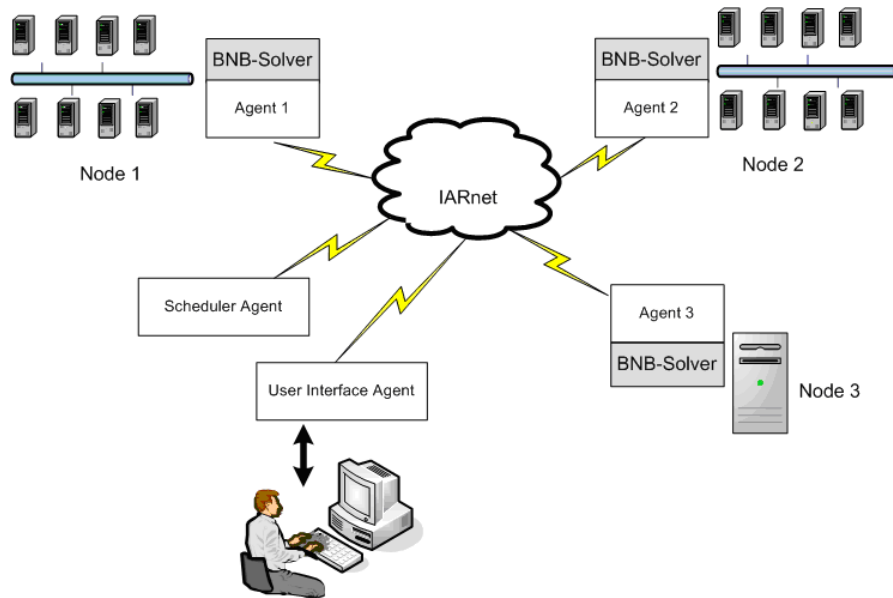 BNB-Solver
Agent 1
Node 1
BNB-Solver
Agent 2
Node 2
IARnet
Scheduler Agent
User Interface Agent
Agent 3
BNB-Solver
Node 3